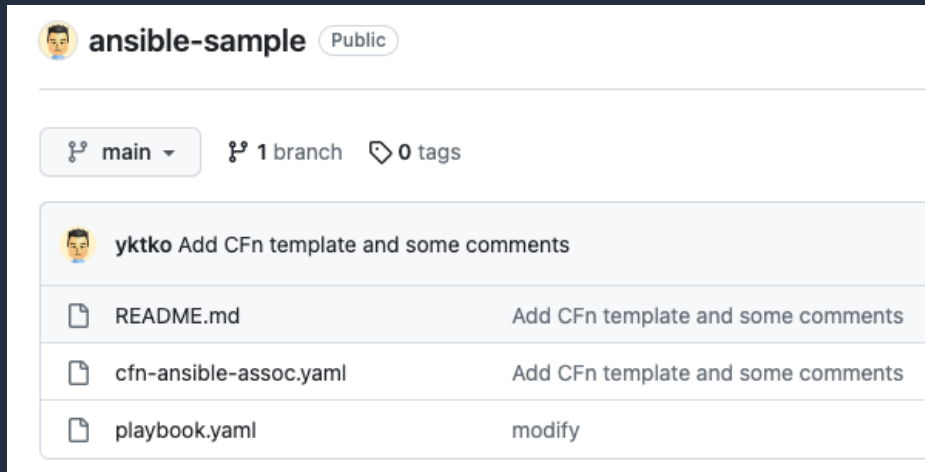 ansible-sample Public
main 1 branch 0 tags
yktko Add CFn template and some comments
README.md Add CFn template and some comments
cfn-ansible-assoc.yaml Add CFn template and some comments
playbook.yaml modify